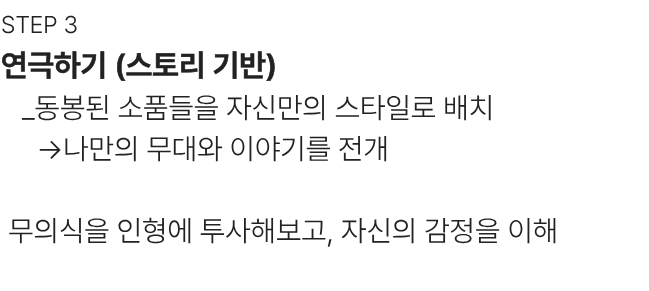 STEP 3
연극하기 (스토리 기반)
_동봉된 소품들을 자신만의 스타일로 배치
→나만의 무대와 이야기를 전개
무의식을 인형에 투사해보고, 자신의 감정을 이해